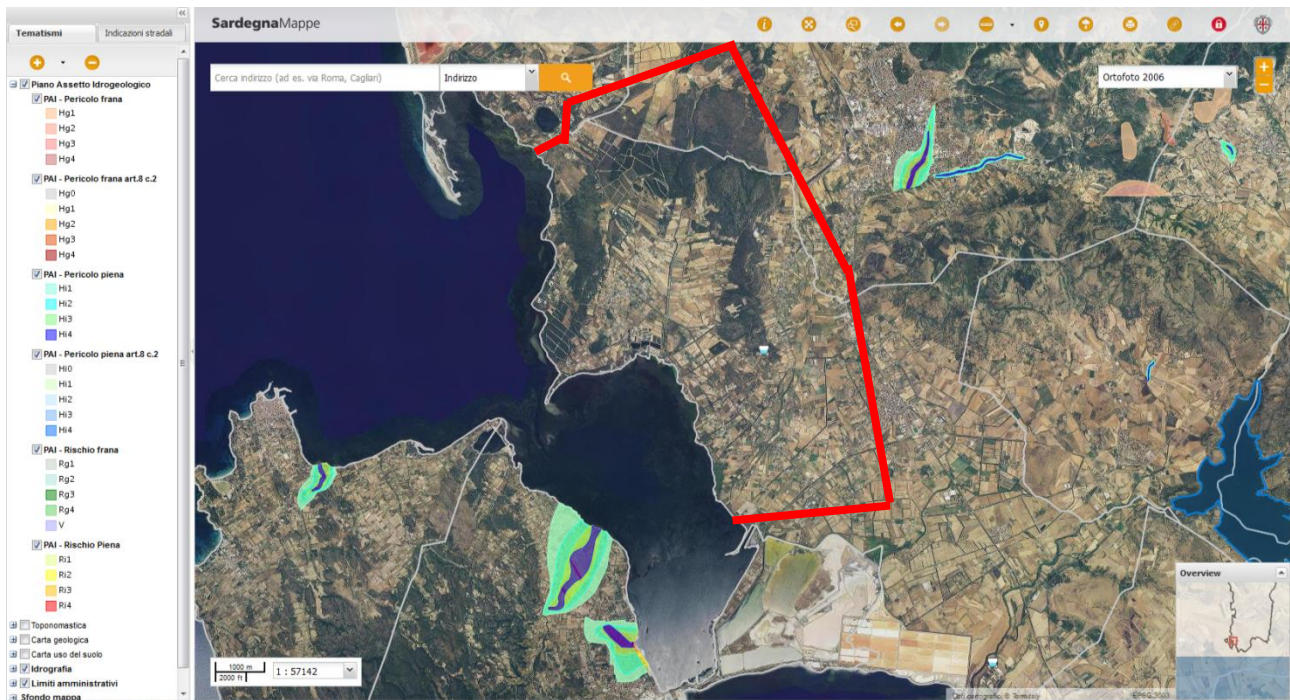 Tematismi
Indicazioni stradali
Piano Assetto Idrogeologico
PAI - Pericolo frana
Hg1
Hg2
Hg3
Hg4
PAI - Pericolo frana art.8 c.2
Hg0
Hg1
Hg2
Hg3
Hg4
PAI - Pericolo piena
Hi1
Hi2
Hi3
Hi4
PAI - Pericolo piena art.8 c.2
Hi0
Hi1
Hi2
Hi3
Hi4
PAI - Rischio frana
Rg1
Rg2
Rg3
Rg4
V
PAI - Rischio Piena
Ri1
Ri2
Ri3
Ri4
Toponomastica
Carta geologica
Carta uso del suolo
Idrografia
Limiti amministrativi
Sfondo mappa
SardegnaMappe
Cerca indirizzo (ad es. via Roma, Cagliari)
Indirizzo
Ortofoto 2006
1000 m
2000 ft
1 : 57142
Overview